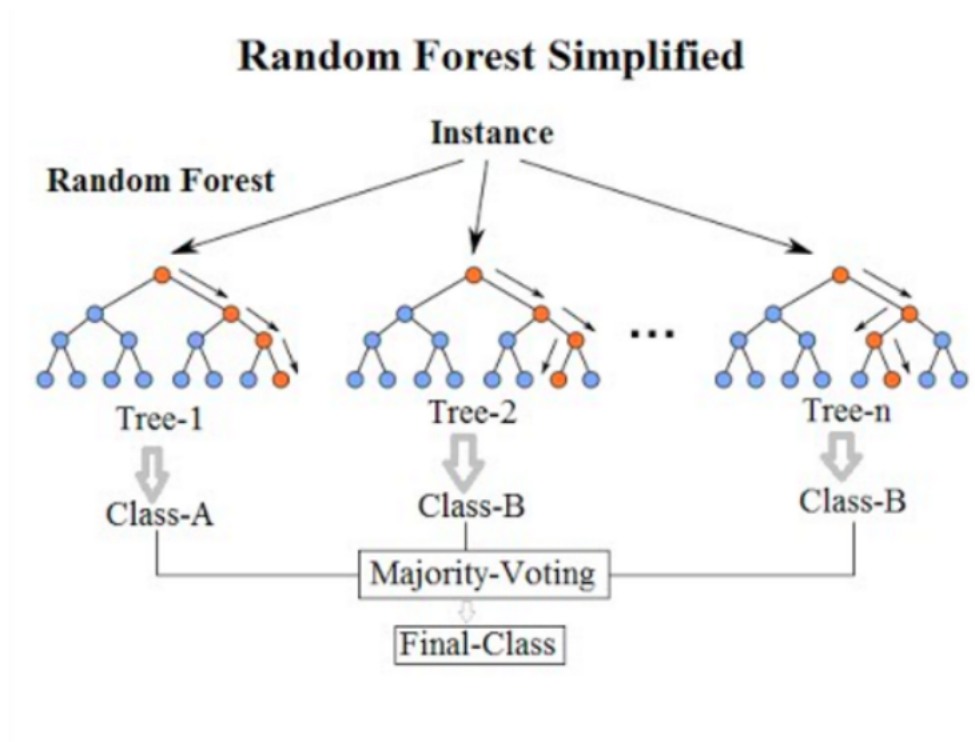 Random Forest Simplified
Instance
Random Forest
...
Tree-1
Tree-2
Tree-n
Class-A
Class-B
Class-B
Majority-Voting
Final-Class